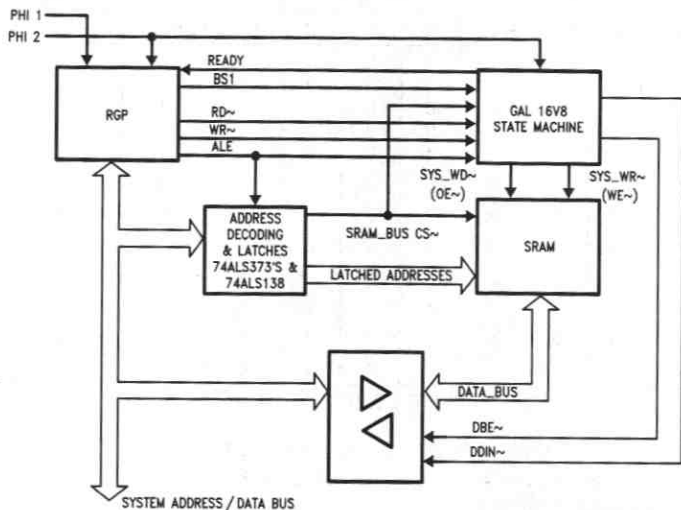 PHI 1
PHI 2
READY
BS1
RGP
RD~
WR~
ALE
GAL 16V8
STATE MACHINE
SYS_WD~
(OE~)
SYS_WR~
(WE~)
ADDRESS
DECODING
& LATCHES
74ALS373'S &
74ALS138
SRAM_BUS CS~
LATCHED ADDRESSES
SRAM
DATA_BUS
DBE~
DDIN~
SYSTEM ADDRESS / DATA BUS